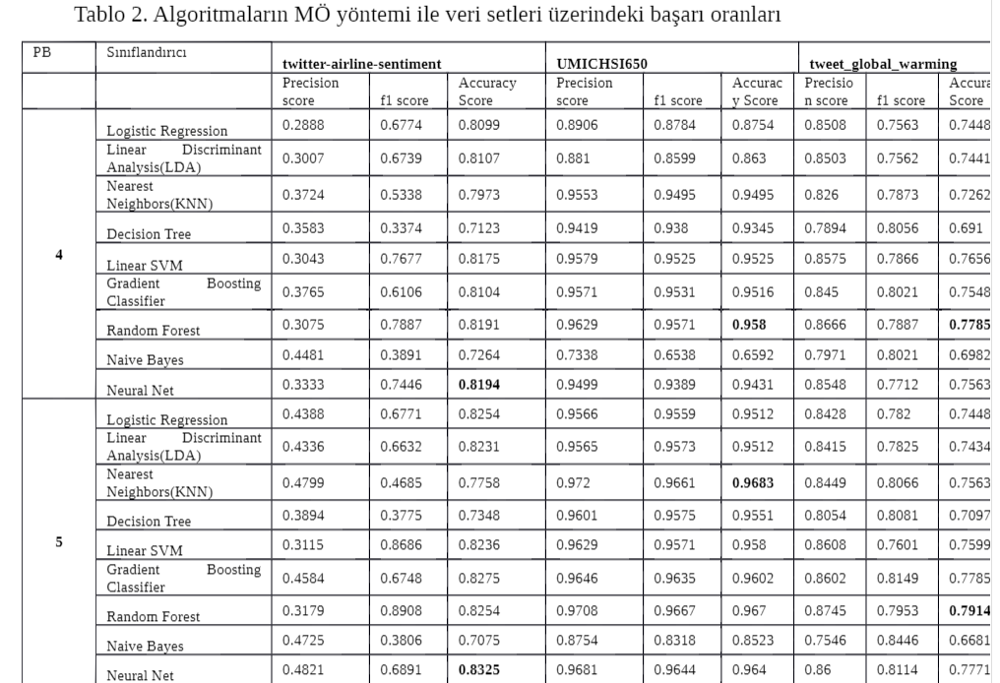 Tablo 2. Algoritmaların MÖ yöntemi ile veri setleri üzerindeki başarı oranları
PB Sınıflandırıcı twitter-airline-sentiment UMICHSI650 tweet_global_warming
Precision score f1 score Accuracy Score Precision score f1 score Accurac y Score Precisio n score f1 score Score
4
Logistic Regression 0.2888 0.6774 0.8099 0.8906 0.8784 0.8754 0.8508 0.7563 0.7448
Linear Discriminant Analysis(LDA) 0.3007 0.6739 0.8107 0.881 0.8599 0.863 0.8503 0.7562 0.7441
Nearest Neighbors(KNN) 0.3724 0.5338 0.7973 0.9553 0.9495 0.9495 0.826 0.7873 0.7262
Decision Tree 0.3583 0.3374 0.7123 0.9419 0.938 0.9345 0.7894 0.8056 0.691
Linear SVM 0.3043 0.7677 0.8175 0.9579 0.9525 0.9525 0.8575 0.7866 0.7656
Gradient Boosting Classifier 0.3765 0.6106 0.8104 0.9571 0.9531 0.9516 0.845 0.8021 0.7548
Random Forest 0.3075 0.7887 0.8191 0.9629 0.9571 0.958 0.8666 0.7887 0.7785
Naive Bayes 0.4481 0.3891 0.7264 0.7338 0.6538 0.6592 0.7971 0.8021 0.6982
Neural Net 0.3333 0.7446 0.8194 0.9499 0.9389 0.9431 0.8548 0.7712 0.7563
5
Logistic Regression 0.4388 0.6771 0.8254 0.9566 0.9559 0.9512 0.8428 0.782 0.7448
Linear Discriminant Analysis(LDA) 0.4336 0.6632 0.8231 0.9565 0.9573 0.9512 0.8415 0.7825 0.7434
Nearest Neighbors(KNN) 0.4799 0.4685 0.7758 0.972 0.9661 0.9683 0.8449 0.8066 0.7563
Decision Tree 0.3894 0.3775 0.7348 0.9601 0.9575 0.9551 0.8054 0.8081 0.7097
Linear SVM 0.3115 0.8686 0.8236 0.9629 0.9571 0.958 0.8608 0.7601 0.7599
Gradient Boosting Classifier 0.4584 0.6748 0.8275 0.9646 0.9635 0.9602 0.8602 0.8149 0.7785
Random Forest 0.3179 0.8908 0.8254 0.9708 0.9667 0.967 0.8745 0.7953 0.7914
Naive Bayes 0.4725 0.3806 0.7075 0.8754 0.8318 0.8523 0.7546 0.8446 0.6681
Neural Net 0.4821 0.6891 0.8325 0.9681 0.9644 0.964 0.86 0.8114 0.7771